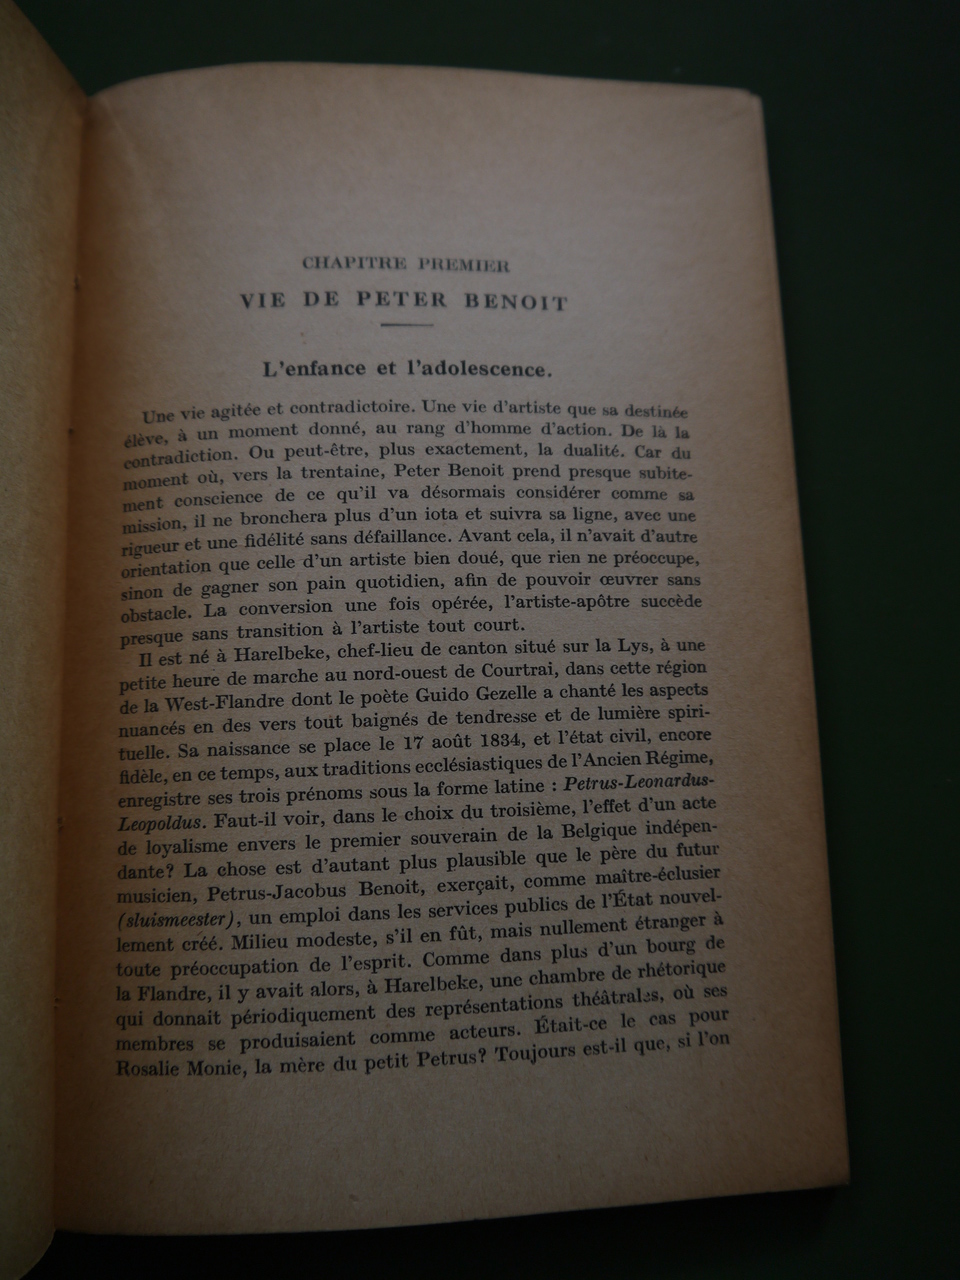 CHAPITRE PREMIER
VIE DE PETER BENOIT
L'enfance et l'adolescence.
Une vie agitée et contradictoire. Une vie d'artiste que sa destinée
élève, à un moment donné, au rang d'homme d'action. De là la
contradiction. Ou peut-être, plus exactement, la dualité. Car du
moment où, vers la trentaine, Peter Benoit prend presque subite-
ment conscience de ce qu'il va désormais considérer comme sa
mission, il ne bronchera plus d'un iota et suivra sa ligne, avec une
rigueur et une fidélité sans défaillance. Avant cela, il n'avait d'autre
orientation que celle d'un artiste bien doué, que rien ne préoccupe,
sinon de gagner son pain quotidien, afin de pouvoir œuvrer sans
obstacle. La conversion une fois opérée, l'artiste-apôtre succède
presque sans transition à l'artiste tout court.
Il est né à Harelbeke, chef-lieu de canton situé sur la Lys, à une
petite heure de marche au nord-ouest de Courtrai, dans cette région
de la West-Flandre dont le poète Guido Gezelle a chanté les aspects
nuancés en des vers tout baignés de tendresse et de lumière spiri-
tuelle. Sa naissance se place le 17 août 1834, et l'état civil, encore
fidèle, en ce temps, aux traditions ecclésiastiques de l'Ancien Régime,
enregistre ses trois prénoms sous la forme latine : Petrus-Leonardus-
Leopoldus. Faut-il voir, dans le choix du troisième, l'effet d'un acte
de loyalisme envers le premier souverain de la Belgique indépen-
dante? La chose est d'autant plus plausible que le père du futur
musicien, Petrus-Jacobus Benoit, exerçait, comme maître-éclusier
(sluismeester), un emploi dans les services publics de l'État nouvel-
lement créé. Milieu modeste, s'il en fût, mais nullement étranger à
toute préoccupation de l'esprit. Comme dans plus d'un bourg de
la Flandre, il y avait alors, à Harelbeke, une chambre de rhétorique
qui donnait périodiquement des représentations théâtrales, où ses
membres se produisaient comme acteurs. Était-ce le cas pour
Rosalie Monie, la mère du petit Petrus? Toujours est-il que, si l'on